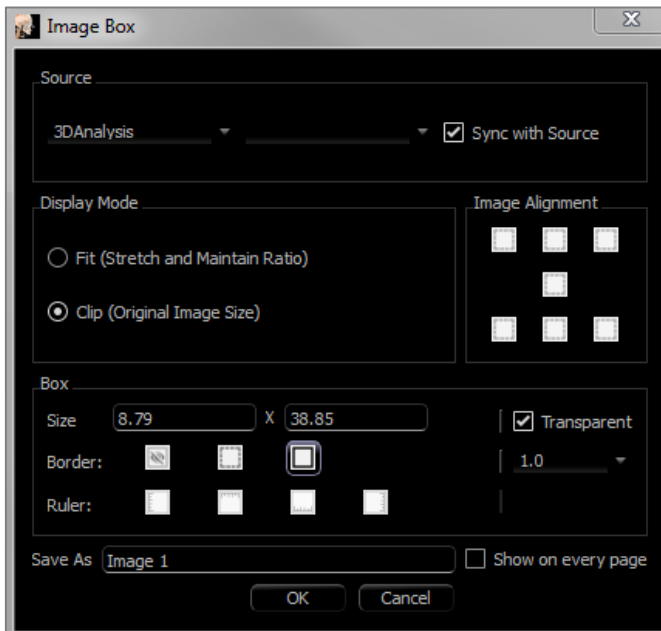 Image Box
Source
3DAnalysis
Sync with Source
Display Mode
Image Alignment
Fit (Stretch and Maintain Ratio)
Clip (Original Image Size)
Box
Size 8.79 X 38.85 Transparent
Border: 1.0
Ruler:
Save As Image 1 Show on every page
OK Cancel